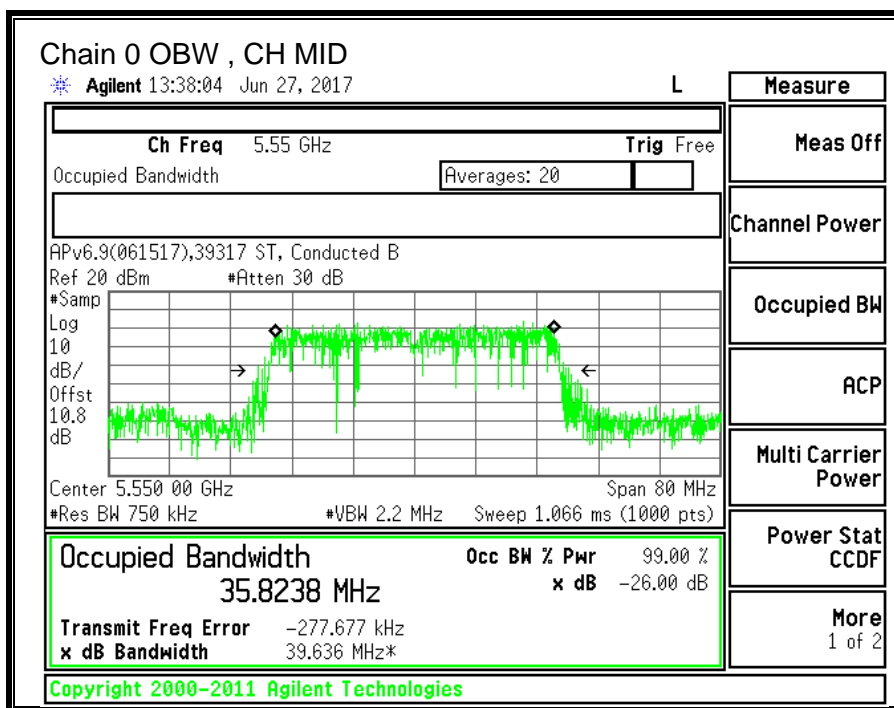 Chain 0 OBW , CH MID
Agilent 13:38:04 Jun 27, 2017 L
Measure
Ch Freq 5.55 GHz Trig Free
Occupied Bandwidth Averages: 20
APv6.9(061517),39317 ST, Conducted B
Ref 20 dBm #Atten 30 dB
#Samp
Log
10
dB/
Offst
10.8
dB
Center 5.550 00 GHz Span 80 MHz
#Res BW 750 kHz #VBW 2.2 MHz Sweep 1.066 ms (1000 pts)
Occupied Bandwidth Occ BW % Pwr 99.00 %
35.8238 MHz x dB -26.00 dB
Transmit Freq Error -277.677 kHz
x dB Bandwidth 39.636 MHz*
Meas Off
Channel Power
Occupied BW
ACP
Multi Carrier
Power
Power Stat
CCDF
More
1 of 2
Copyright 2000-2011 Agilent Technologies